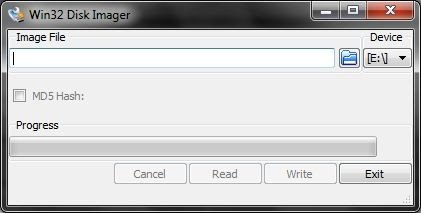 Win32 Disk Imager
Image File Device
[E:\]
MD5 Hash:
Progress
Cancel Read Write Exit